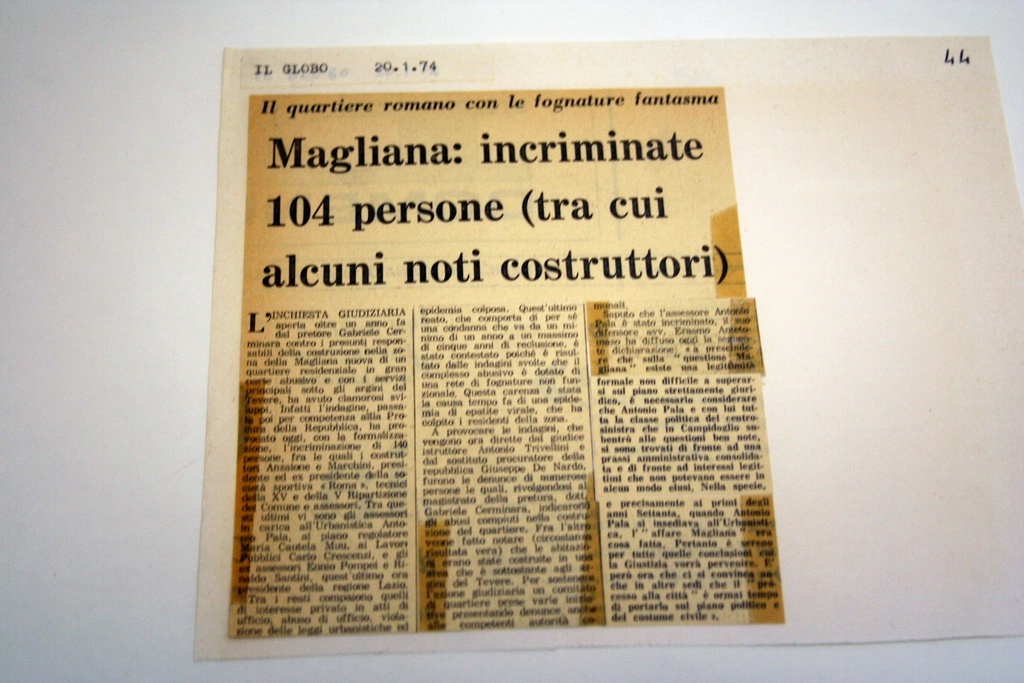 IL GLOBO 20.1.74
44
Il quartiere romano con le fognature fantasma
Magliana: incriminate
104 persone (tra cui
alcuni noti costruttori)
L'INCHIESTA GIUDIZIARIA
aperta oltre un anno fa
dal pretore Gabriele Cer-
minara contro i presunti respon-
sabili della costruzione nella zo-
na della Magliana nuova di un
quartiere residenziale in gran
parte abusivo e con i servizi
principali sotto gli argini del
Tevere, ha avuto clamorosi svi-
luppi. Infatti l'indagine, passa-
ta poi per competenza alla Pro-
cura della Repubblica, ha pro-
vocato oggi, con la formalizza-
zione, l'incriminazione di
persone, fra le quali i costrut-
tori Anzalone e Marchini, presi-
dente ed ex presidente della so-
cietà sportiva « Roma », tecnici
della XV e della V Ripartizione
del Comune e assessori. Tra que-
sti ultimi vi sono gli assessori
in carica all'Urbanistica Anto-
nio Pala, al piano regolatore
Maria Cautela Muu, ai Lavori
Pubblici Carlo Crescenzi, e gli
ex assessori Ennio Pompei e Ri-
naldo Santini, quest'ultimo ora
presidente della regione Lazio.
Tra i resti compiono quelli
di interesse privato in atti di
ufficio, abuso di ufficio, viola-
zione delle leggi urbanistiche ed
epidemia colposa. Quest'ultimo
reato, che comporta di per sé
una condanna che va da un mi-
nimo di un anno a un massimo
di cinque anni di reclusione, è
stato contestato poiché è risul-
tato dalle indagini svolte che il
complesso abusivo è dotato di
una rete di fognature non fun-
zionale. Questa carenza è stata
la causa tempo fa di una epide-
mia di epatite virale, che ha
colpito i residenti della zona.
A provocare le indagini, che
vengono ora dirette dal giudice
istruttore Antonio Trivellini e
dal sostituto procuratore della
repubblica Giuseppe De Nardo,
furono le denunce di numerose
persone le quali, rivolgendosi al
magistrato della pretura, dott.
Gabriele Cerminara, indicarono
gli abusi compiuti nella costru-
zione del quartiere. Fra l'altro
venne fatto notare (circostanza
risultata vera) che le abitazio-
ni erano state costruite in una
area che è sottostante agli ar-
gini del Tevere. Per sostenere
l'azione giudiziaria un comitato
di quartiere prese varie inizia-
tive presentando denunce anche
alle competenti autorità co-
munali.
Saputo che l'assessore Antonio
Pala è stato incriminato, il suo
difensore avv. Erasmo Anteto-
maso ha diffuso oggi la seguen-
te dichiarazione: « a prescinde-
re che sulla "questione Ma-
gliana" esiste una legittimità
formale non difficile a superar-
si sul piano strettamente giuri-
dico, è necessario considerare
che Antonio Pala e con lui tut-
ta la classe politica del centro-
sinistra che in Campidoglio su-
bentrò alle questioni ben note,
si sono trovati di fronte ad una
prassi amministrativa consolida-
ta e di fronte ad interessi legit-
timi che non potevano essere in
alcun modo elusi. Nella specie,
e precisamente ai primi degli
anni Settanta, quando Antonio
Pala si insediava all'Urbanisti-
ca, l' "affare Magliana" era
cosa fatta. Pertanto è sereno
per tutte quelle conclusioni cui
la Giustizia vorrà pervenire. E'
però ora che ci si convinca an-
che in altre sedi che il "pro-
cesso alla città" è ormai tempo
di portarlo sul piano politico e
del costume civile ».